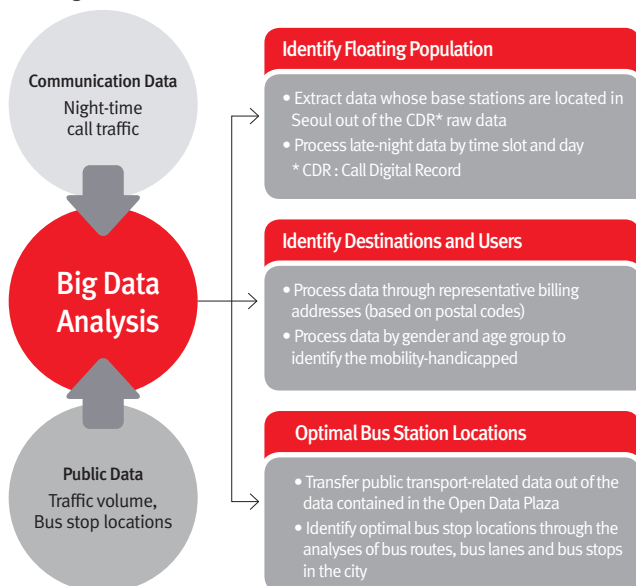 Communication Data
Night-time
call traffic
Big Data
Analysis
Public Data
Traffic volume,
Bus stop locations
Identify Floating Population
• Extract data whose base stations are located in
Seoul out of the CDR* raw data
• Process late-night data by time slot and day
* CDR : Call Digital Record
Identify Destinations and Users
• Process data through representative billing
addresses (based on postal codes)
• Process data by gender and age group to
identify the mobility-handicapped
Optimal Bus Station Locations
• Transfer public transport-related data out of the
data contained in the Open Data Plaza
• Identify optimal bus stop locations through the
analyses of bus routes, bus lanes and bus stops
in the city